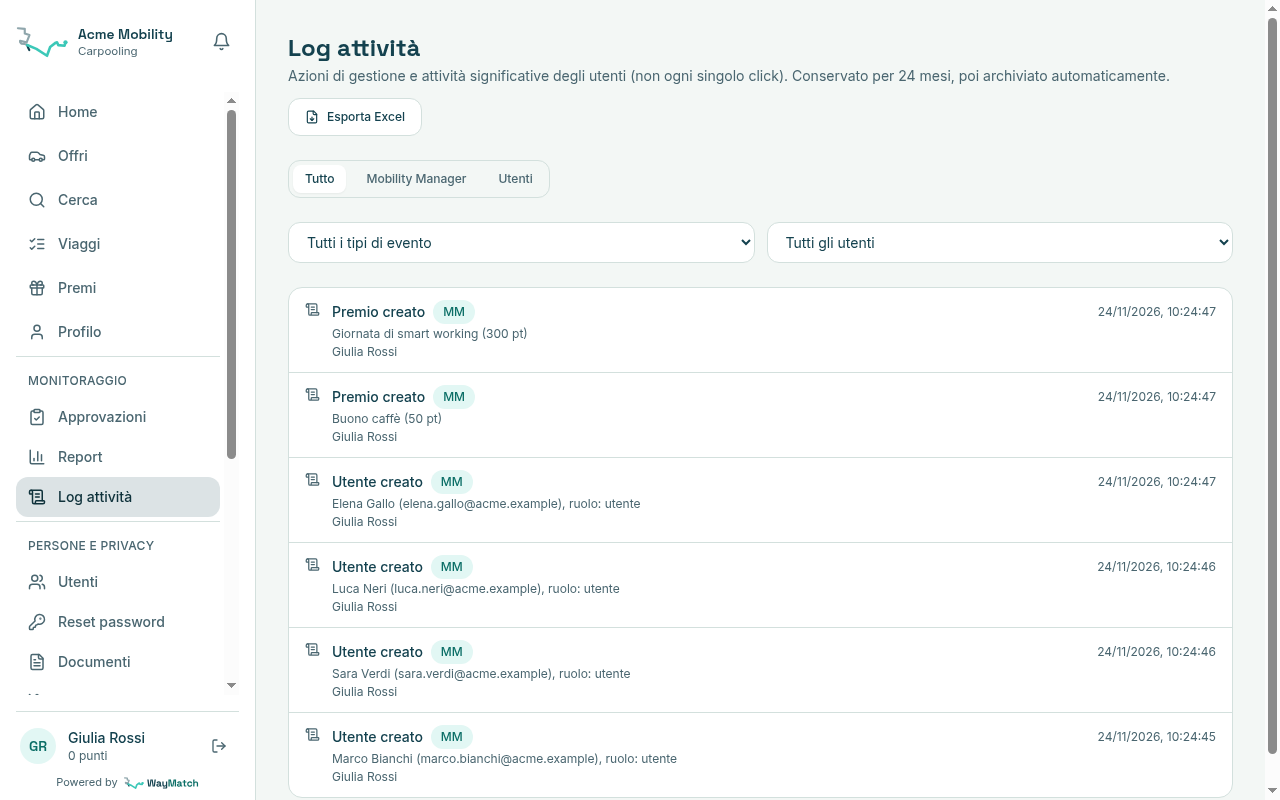 Acme Mobility
Carpooling
Home
Offri
Cerca
Viaggi
Premi
Profilo
MONITORAGGIO
Approvazioni
Report
Log attività
PERSONE E PRIVACY
Utenti
Reset password
Documenti
GR
Giulia Rossi
0 punti
Powered by WayMatch
Log attività
Azioni di gestione e attività significative degli utenti (non ogni singolo click). Conservato per 24 mesi, poi archiviato automaticamente.
Esporta Excel
Tutto Mobility Manager Utenti
Tutti i tipi di evento Tutti gli utenti
Premio creato MM 24/11/2026, 10:24:47
Giornata di smart working (300 pt)
Giulia Rossi
Premio creato MM 24/11/2026, 10:24:47
Buono caffè (50 pt)
Giulia Rossi
Utente creato MM 24/11/2026, 10:24:47
Elena Gallo (elena.gallo@acme.example), ruolo: utente
Giulia Rossi
Utente creato MM 24/11/2026, 10:24:46
Luca Neri (luca.neri@acme.example), ruolo: utente
Giulia Rossi
Utente creato MM 24/11/2026, 10:24:46
Sara Verdi (sara.verdi@acme.example), ruolo: utente
Giulia Rossi
Utente creato MM 24/11/2026, 10:24:45
Marco Bianchi (marco.bianchi@acme.example), ruolo: utente
Giulia Rossi